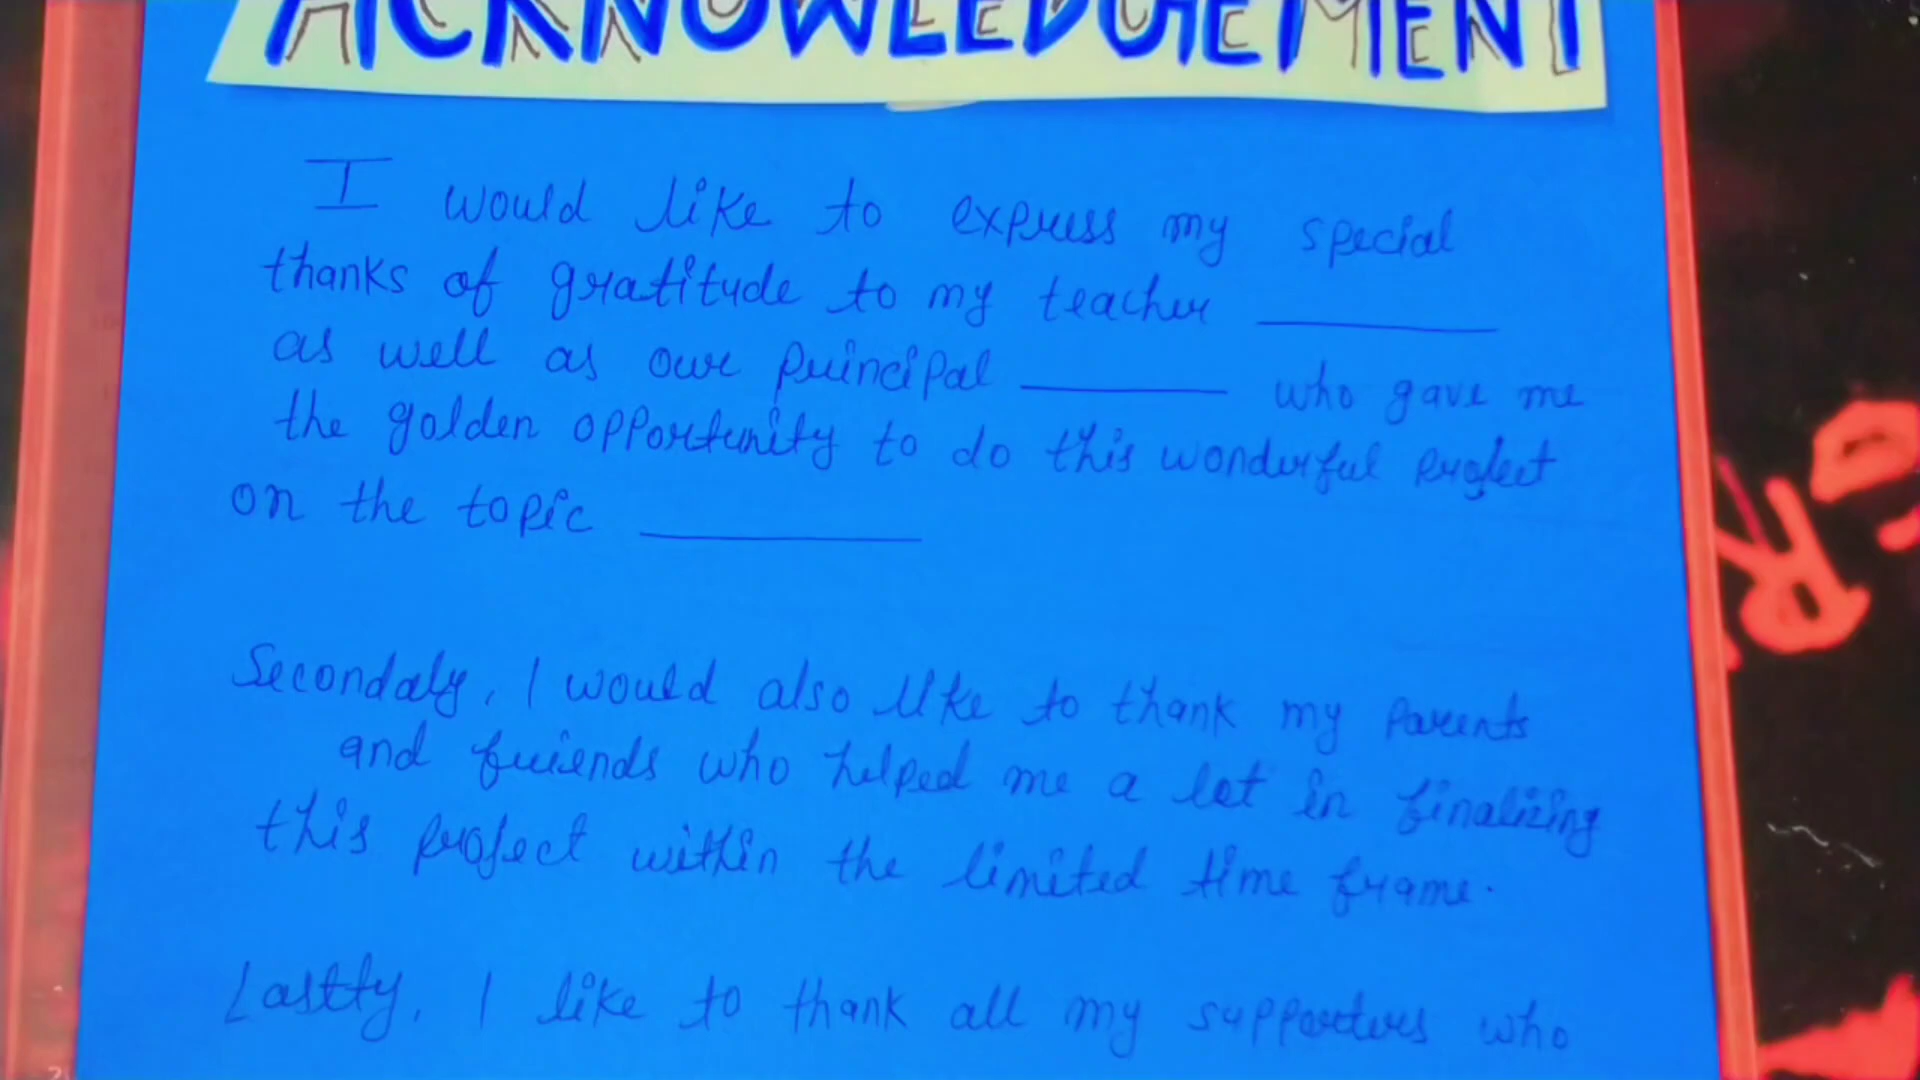 ACKNOWLEDGEMENT
I would like to express my special
thanks of gratitude to my teacher ________
as well as our principal ________ who gave me
the golden opportunity to do this wonderful project
on the topic ________
Secondaly, I would also like to thank my parents
and friends who helped me a lot in finalizing
this project within the limited time frame.
Lastly, I like to thank all my supporters who